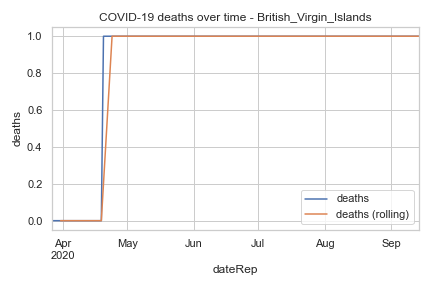 COVID-19 deaths over time - British_Virgin_Islands
deaths
1.0
0.8
0.6
0.4
0.2
0.0
Apr
2020
May
Jun
Jul
Aug
Sep
dateRep
deaths
deaths (rolling)